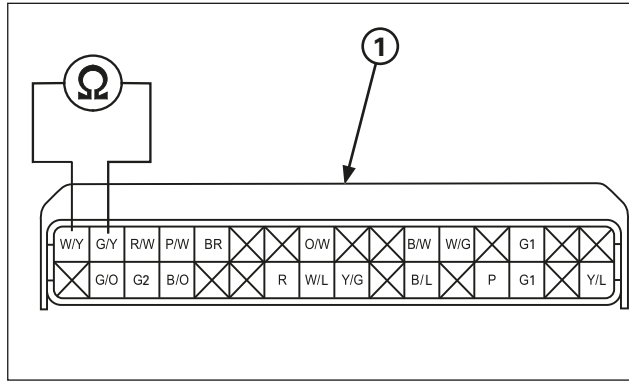 1
Ω
W/Y G/Y R/W P/W BR O/W B/W W/G G1
G/O G2 B/O R W/L Y/G B/L P G1 Y/L